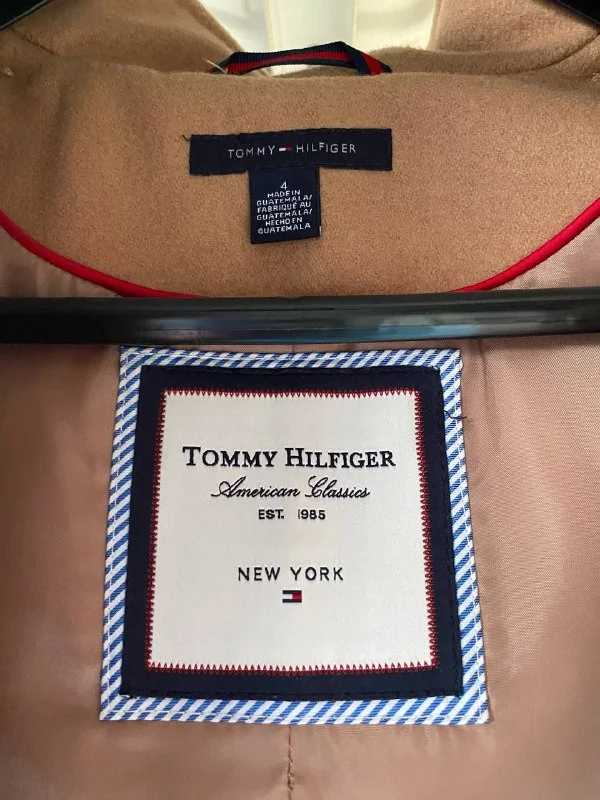 TOMMY HILFIGER
4
MADE IN
GUATEMALA/
FABRIQUÉ AU
GUATEMALA/
HECHO EN
GUATEMALA
TOMMY HILFIGER
American Classics
EST. 1985
NEW YORK